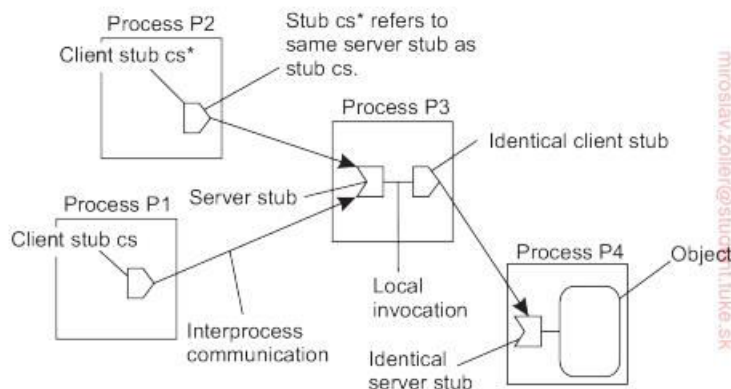 Process P2
Client stub cs*
Stub cs* refers to
same server stub as
stub cs.
Process P3
Identical client stub
Server stub
Process P1
Client stub cs
Process P4
Object
Local
invocation
Interprocess
communication
Identical
server stub
miroslav.zoller@student.tuke.sk